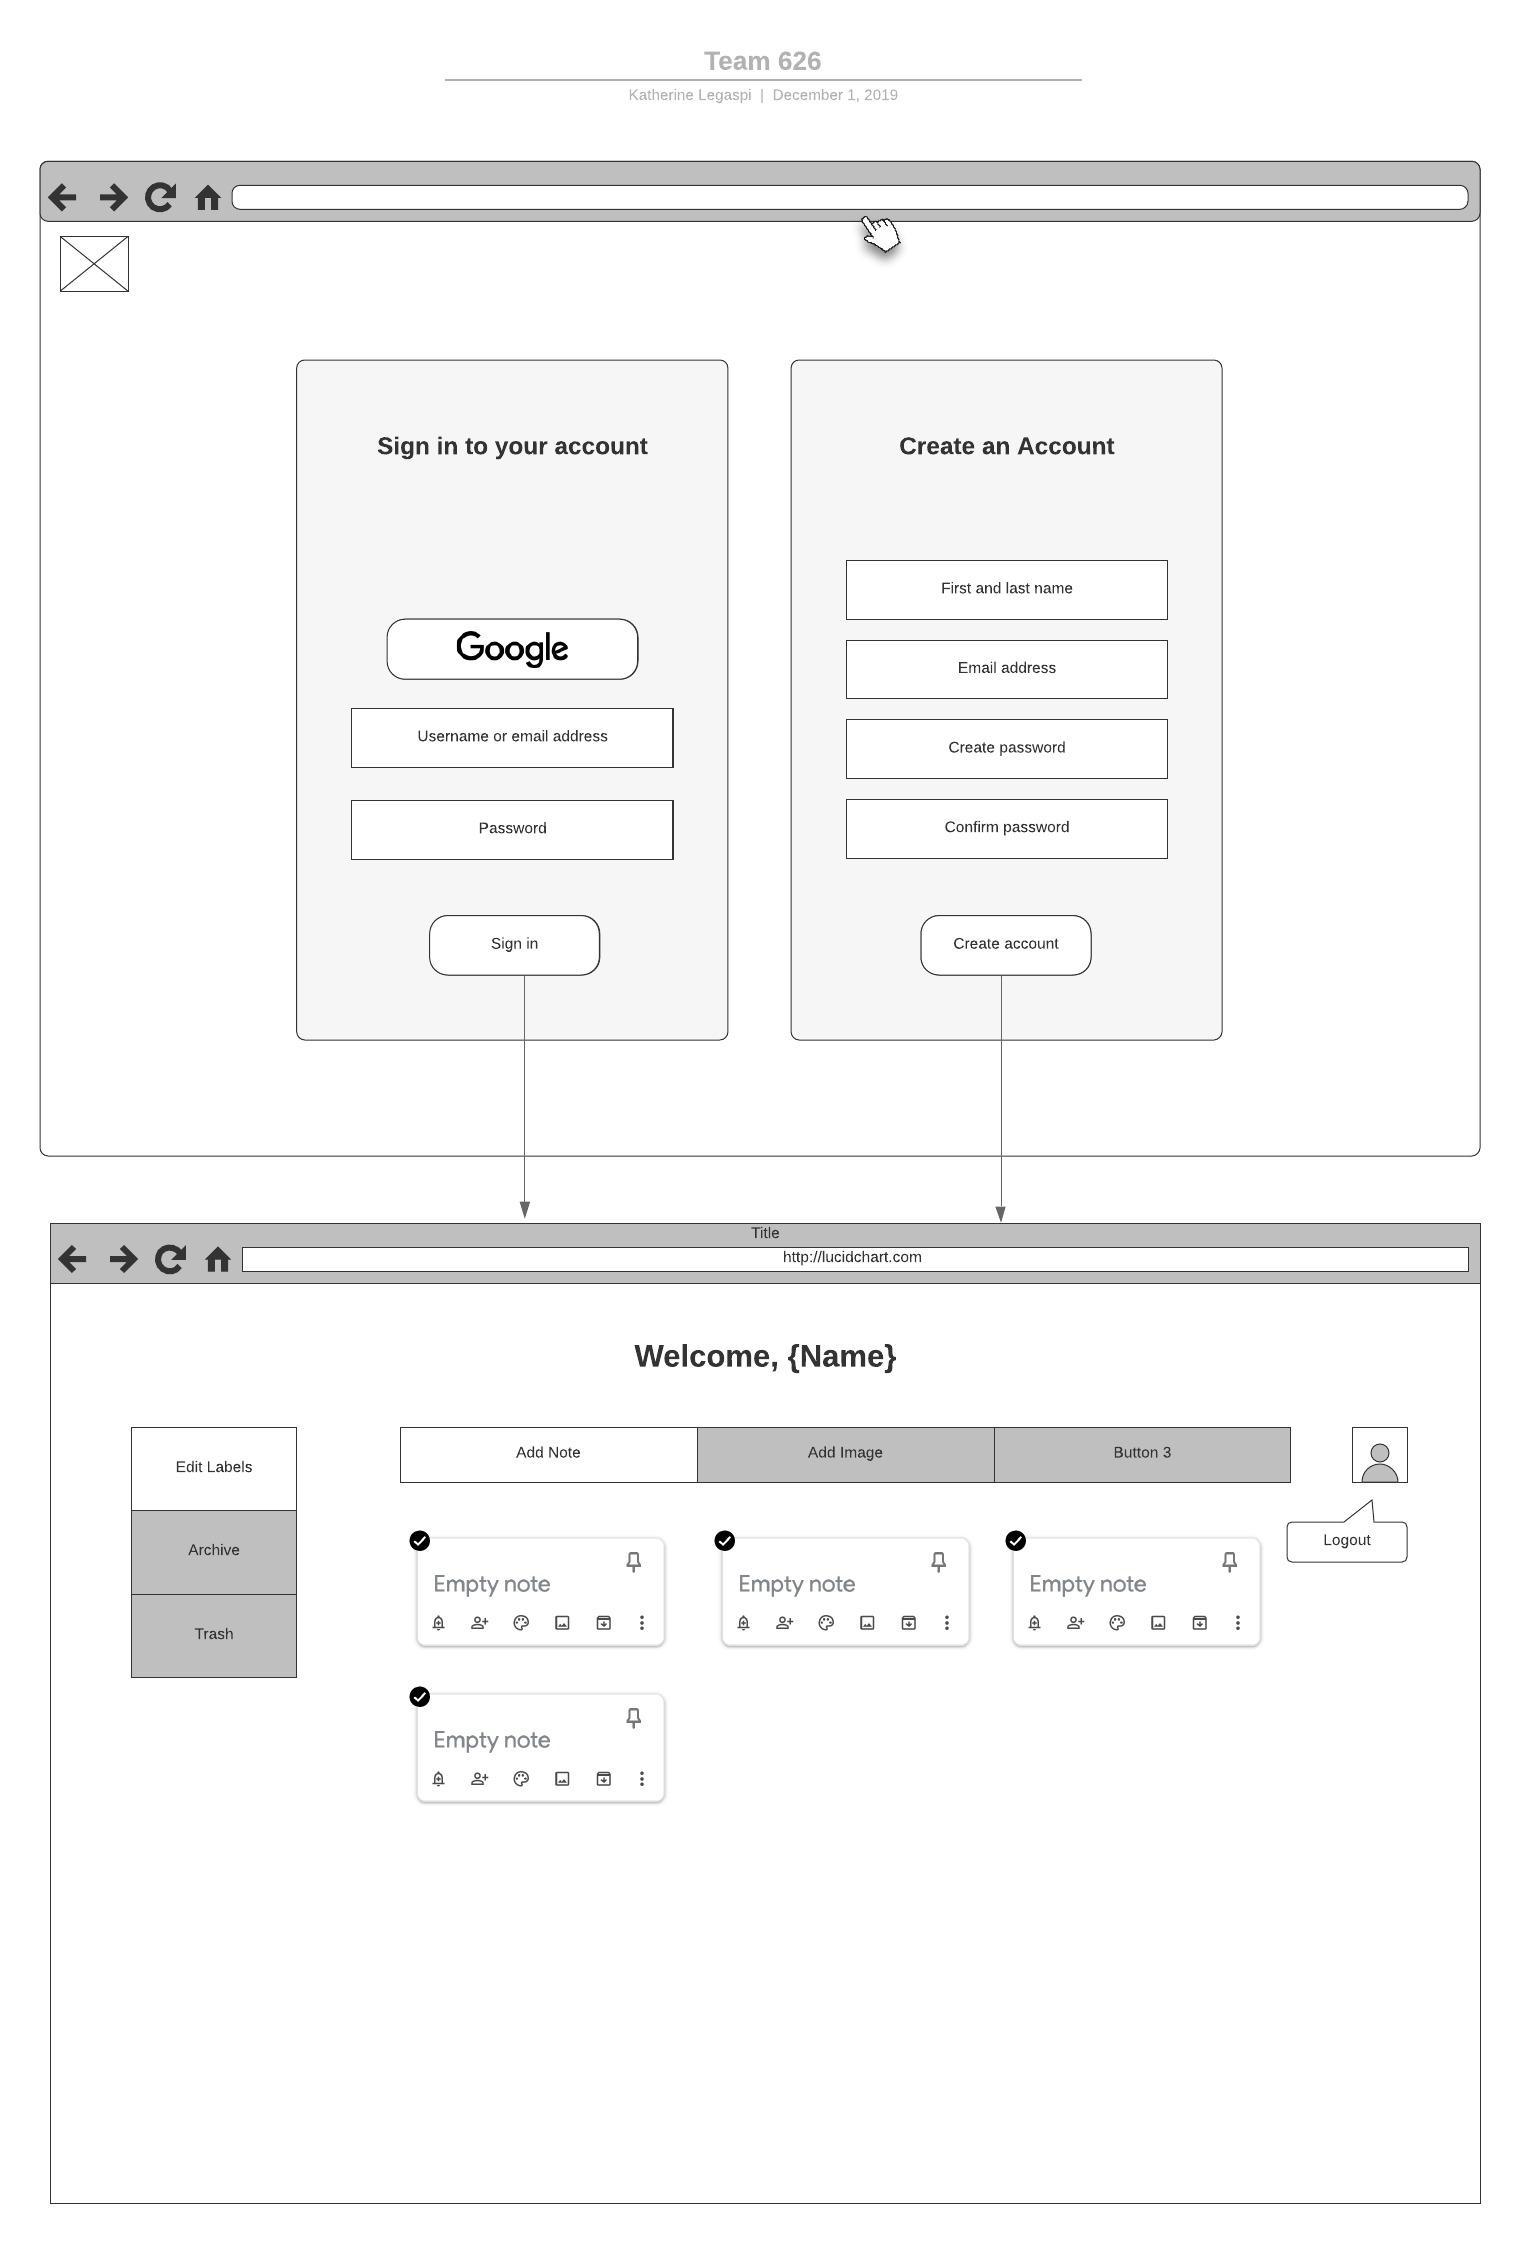 Team 626
Katherine Legaspi | December 1, 2019
Sign in to your account
Google
Username or email address
Password
Sign in
Create an Account
First and last name
Email address
Create password
Confirm password
Create account
Title
http://lucidchart.com
Welcome, {Name}
Edit Labels
Archive
Trash
Add Note
Add Image
Button 3
Logout
Empty note
Empty note
Empty note
Empty note